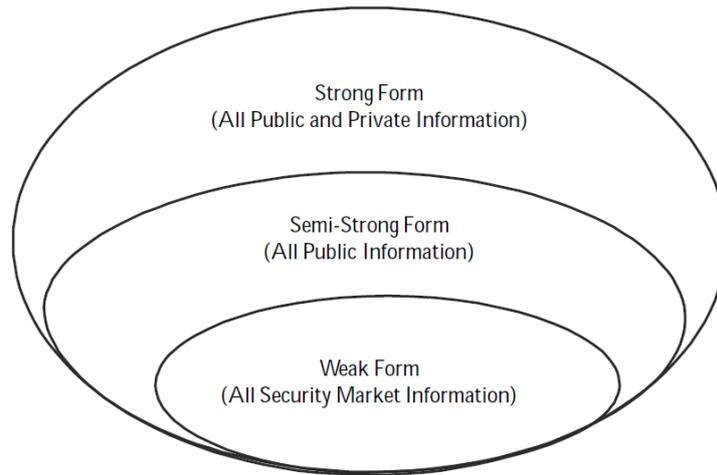 Strong Form
(All Public and Private Information)
Semi-Strong Form
(All Public Information)
Weak Form
(All Security Market Information)